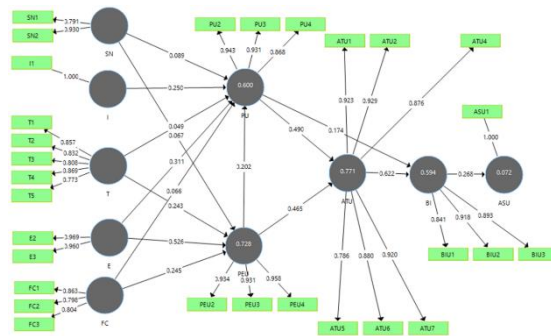 SN1
SN2
0.791
0.930
SN
I1
1.000
I
T1
T2
T3
T4
T5
0.857
0.832
0.808
0.869
0.773
T
E2
E3
0.969
0.960
E
FC1
FC2
FC3
0.863
0.798
0.804
FC
0.089
0.250
0.049
0.067
0.311
0.066
0.243
0.526
0.245
PU2
PU3
PU4
0.943
0.931
0.868
0.600
PU
3.202
0.728
PEU
0.934
0.931
0.958
PEU2
PEU3
PEU4
0.490
0.174
0.465
ATU1
ATU2
ATU4
0.923
0.929
0.876
0.771
ATU
0.786
0.880
0.920
ATU5
ATU6
ATU7
0.622
0.594
BI
0.841
0.918
0.893
BIU1
BIU2
BIU3
0.268
ASU1
1.000
0.072
ASU